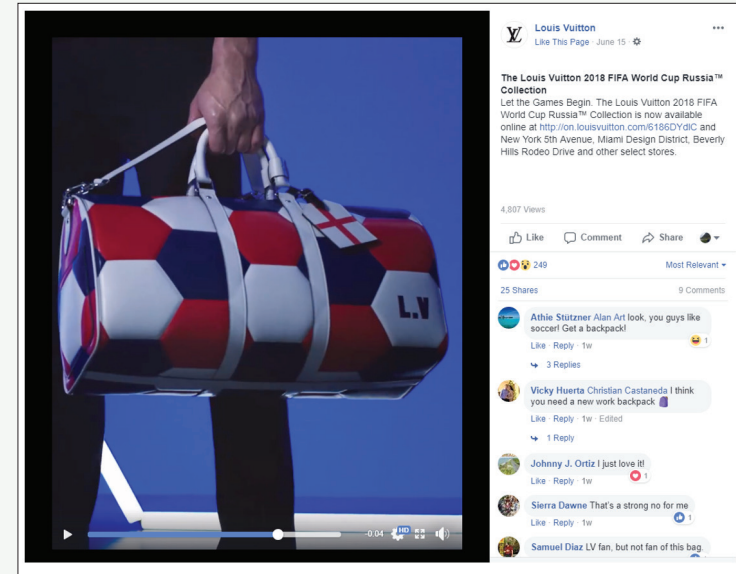 L.V
-0:04
HD
LV
Louis Vuitton
Like This Page · June 15 ·
The Louis Vuitton 2018 FIFA World Cup Russia™
Collection
Let the Games Begin. The Louis Vuitton 2018 FIFA
World Cup Russia™ Collection is now available
online at http://on.louisvuitton.com/6186DYdlC and
New York 5th Avenue, Miami Design District, Beverly
Hills Rodeo Drive and other select stores.
4,807 Views
Like Comment Share
249 Most Relevant
25 Shares 9 Comments
Athie Stützner Alan Art look, you guys like
soccer! Get a backpack!
1
Like · Reply · 1w
3 Replies
Vicky Huerta Christian Castaneda I think
you need a new work backpack
Like · Reply · 1w · Edited
1 Reply
Johnny J. Ortiz I just love it!
1
Like · Reply · 1w
Sierra Dawne That's a strong no for me
1
Like · Reply · 1w
Samuel Diaz LV fan, but not fan of this bag.